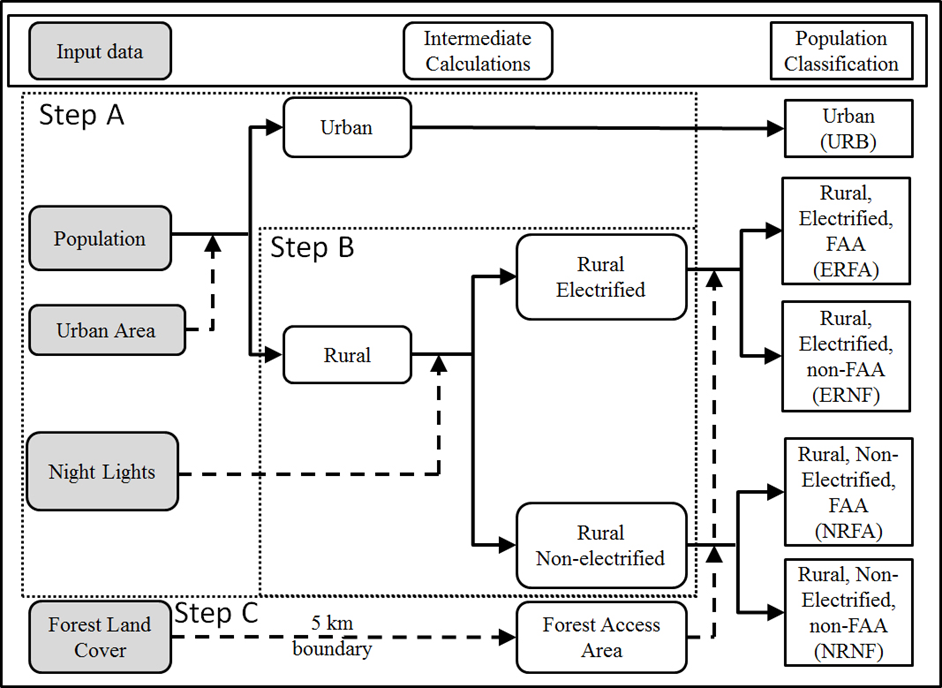 Input data
Intermediate
Calculations
Population
Classification
Step A
Urban
Urban
(URB)
Population
Rural,
Electrified,
FAA
(ERFA)
Step B
Rural
Electrified
Urban Area
Rural
Rural,
Electrified,
non-FAA
(ERNF)
Night Lights
Rural, Non-
Electrified,
FAA
(NRFA)
Rural
Non-electrified
Rural, Non-
Electrified,
non-FAA
(NRNF)
Step C
Forest Land
Cover
5 km
boundary
Forest Access
Area